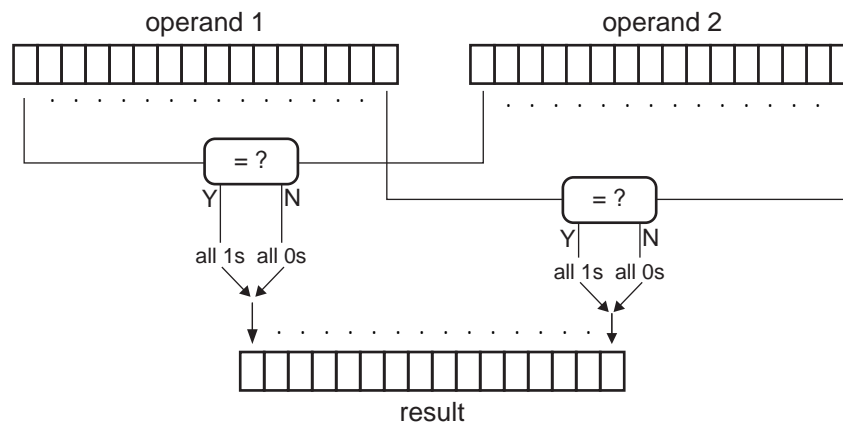 operand 1
operand 2
= ?
Y N
all 1s all 0s
= ?
Y N
all 1s all 0s
result